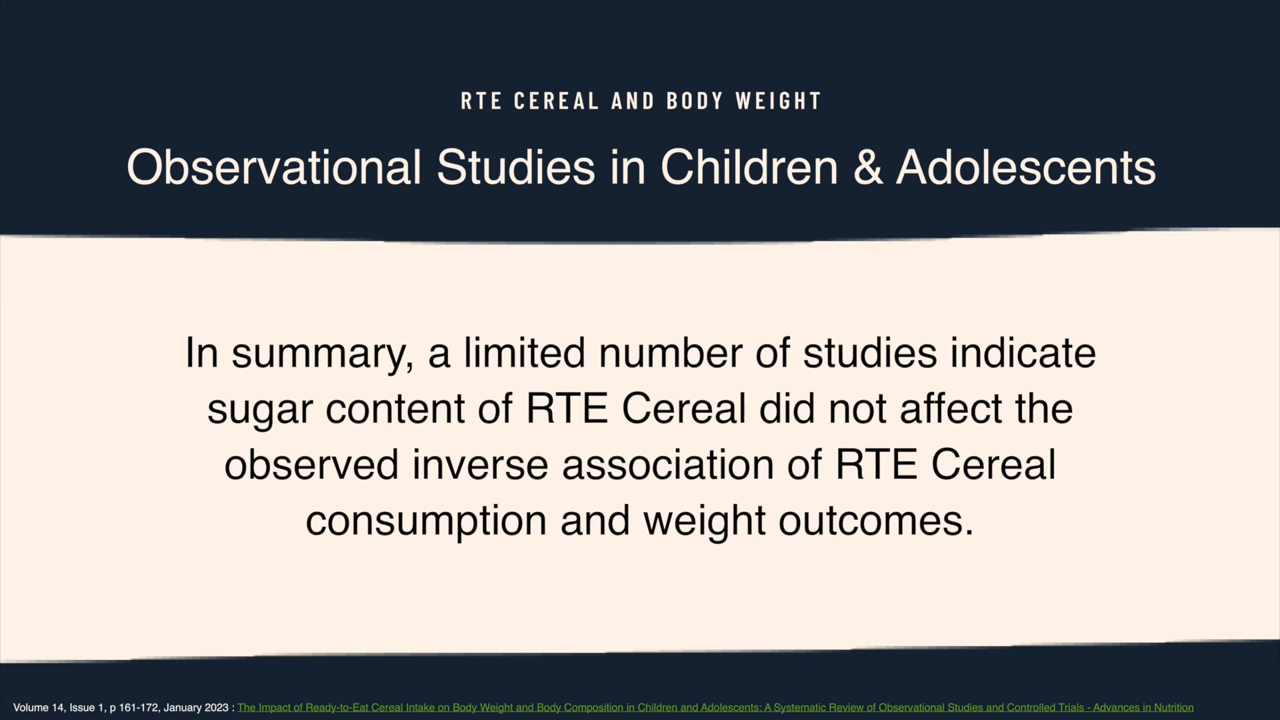 RTE CEREAL AND BODY WEIGHT
Observational Studies in Children & Adolescents
In summary, a limited number of studies indicate
sugar content of RTE Cereal did not affect the
observed inverse association of RTE Cereal
consumption and weight outcomes.
Volume 14, Issue 1, p 161-172, January 2023 : The Impact of Ready-to-Eat Cereal Intake on Body Weight and Body Composition in Children and Adolescents: A Systematic Review of Observational Studies and Controlled Trials - Advances in Nutrition